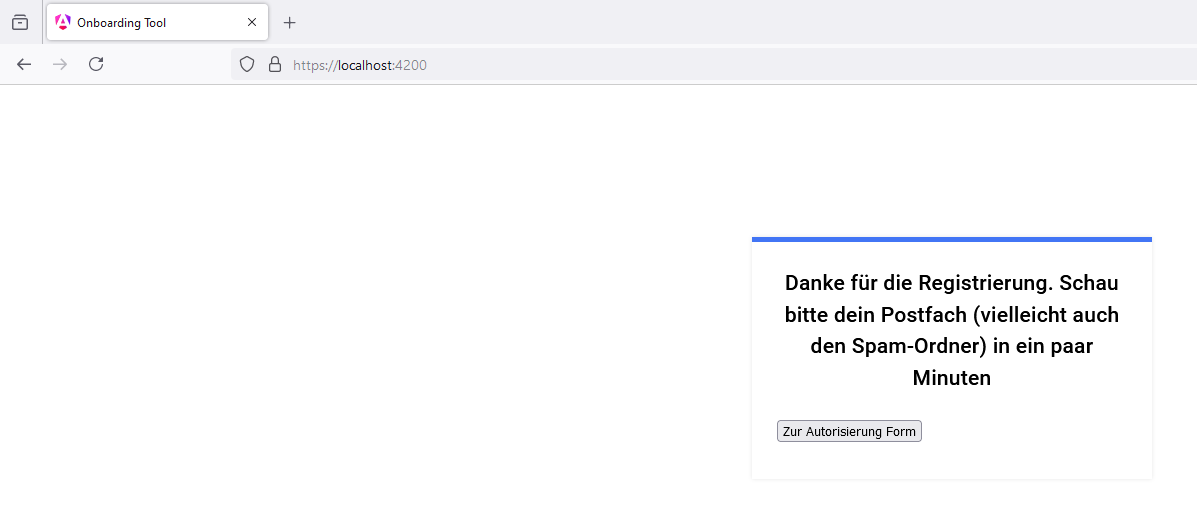 Onboarding Tool
https://localhost:4200
Danke für die Registrierung. Schau
bitte dein Postfach (vielleicht auch
den Spam-Ordner) in ein paar
Minuten
Zur Autorisierung Form